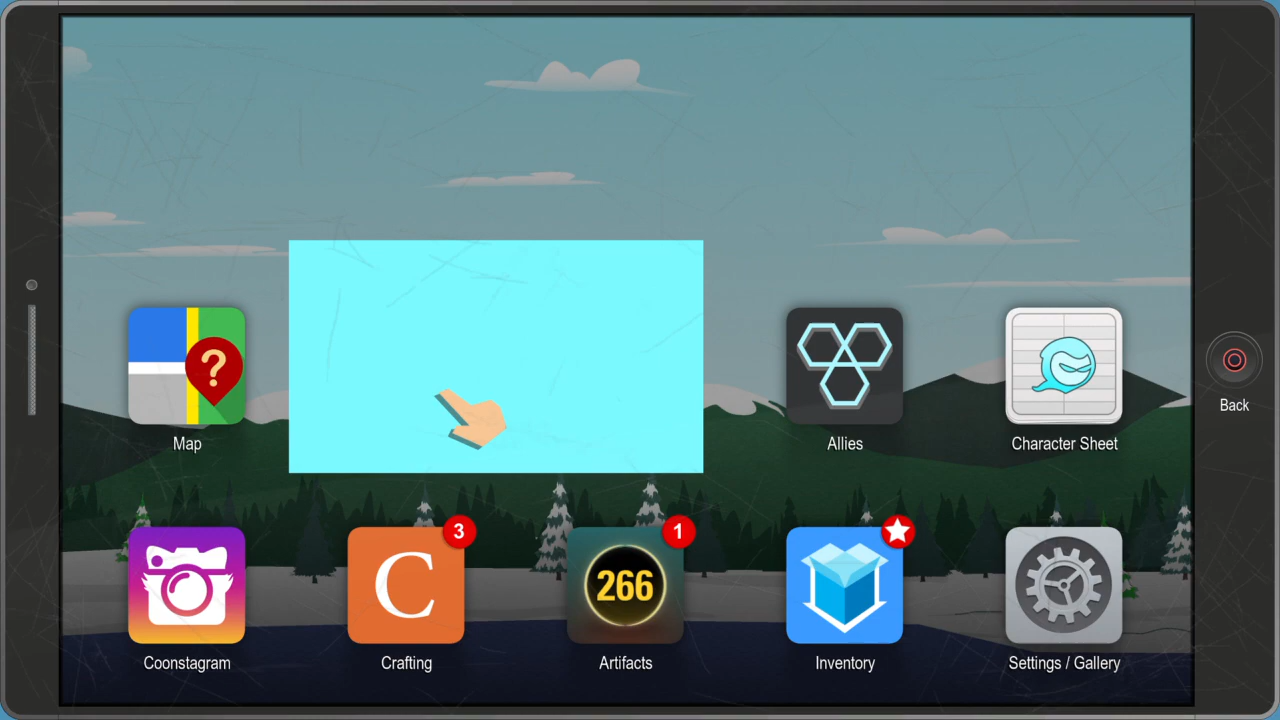 ?
Map
Allies
Character Sheet
Back
3
1
C
266
Coonstagram
Crafting
Artifacts
Inventory
Settings / Gallery